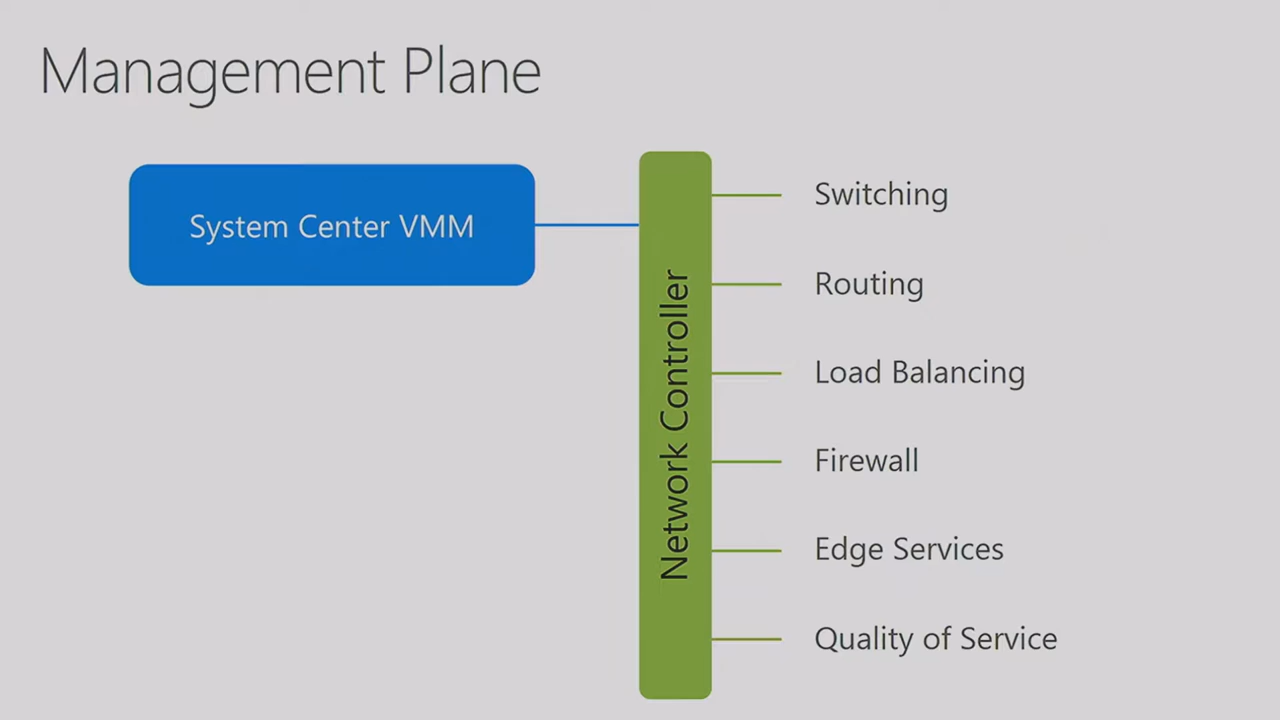 Management Plane
System Center VMM
Network Controller
Switching
Routing
Load Balancing
Firewall
Edge Services
Quality of Service